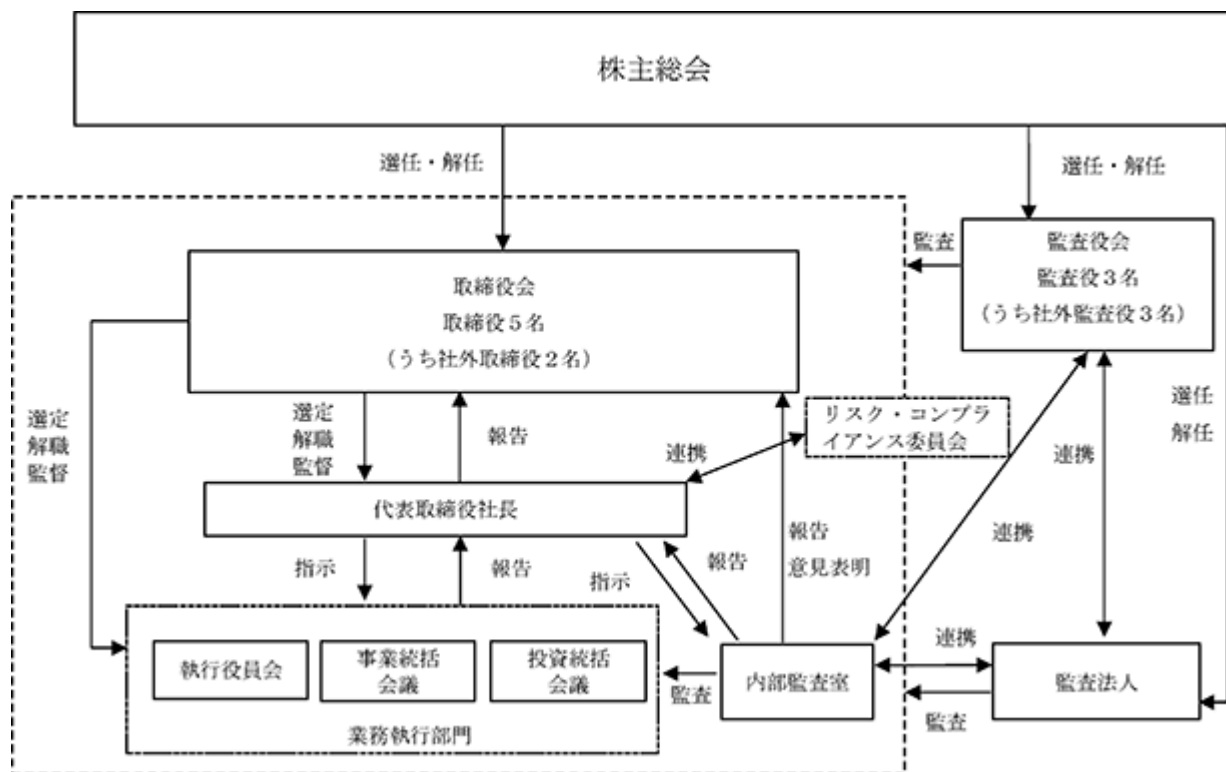 株主総会
選任・解任
選任・解任
監査
監査役会
監査役３名
（うち社外監査役３名）
取締役会
取締役５名
（うち社外取締役２名）
選定
解職
監督
選定
解職
監督
報告
連携
リスク・コンプラ
イアンス委員会
選任
解任
連携
代表取締役社長
連携
報告
意見表明
指示
報告
指示
報告
執行役員会
事業統括
会議
投資統括
会議
業務執行部門
監査
内部監査室
連携
監査
監査法人